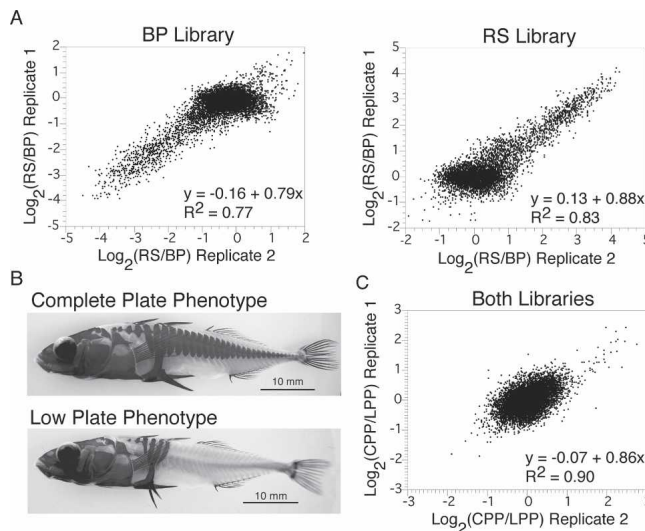 A
BP Library
RS Library
Log2(RS/BP) Replicate 1
2
1
0
-1
-2
-3
-4
-5
y = -0.16 + 0.79x
R2 = 0.77
-5 -4 -3 -2 -1 0 1 2
Log2(RS/BP) Replicate 2
Log2(RS/BP) Replicate 1
5
4
3
2
1
0
-1
-2
y = 0.13 + 0.88x
R2 = 0.83
-2 -1 0 1 2 3 4 5
Log2(RS/BP) Replicate 2
B
Complete Plate Phenotype
10 mm
Low Plate Phenotype
10 mm
C
Both Libraries
Log2(CPP/LPP) Replicate 1
3
2
1
0
-1
-2
-3
y = -0.07 + 0.86x
R2 = 0.90
-3 -2 -1 0 1 2 3
Log2(CPP/LPP) Replicate 2